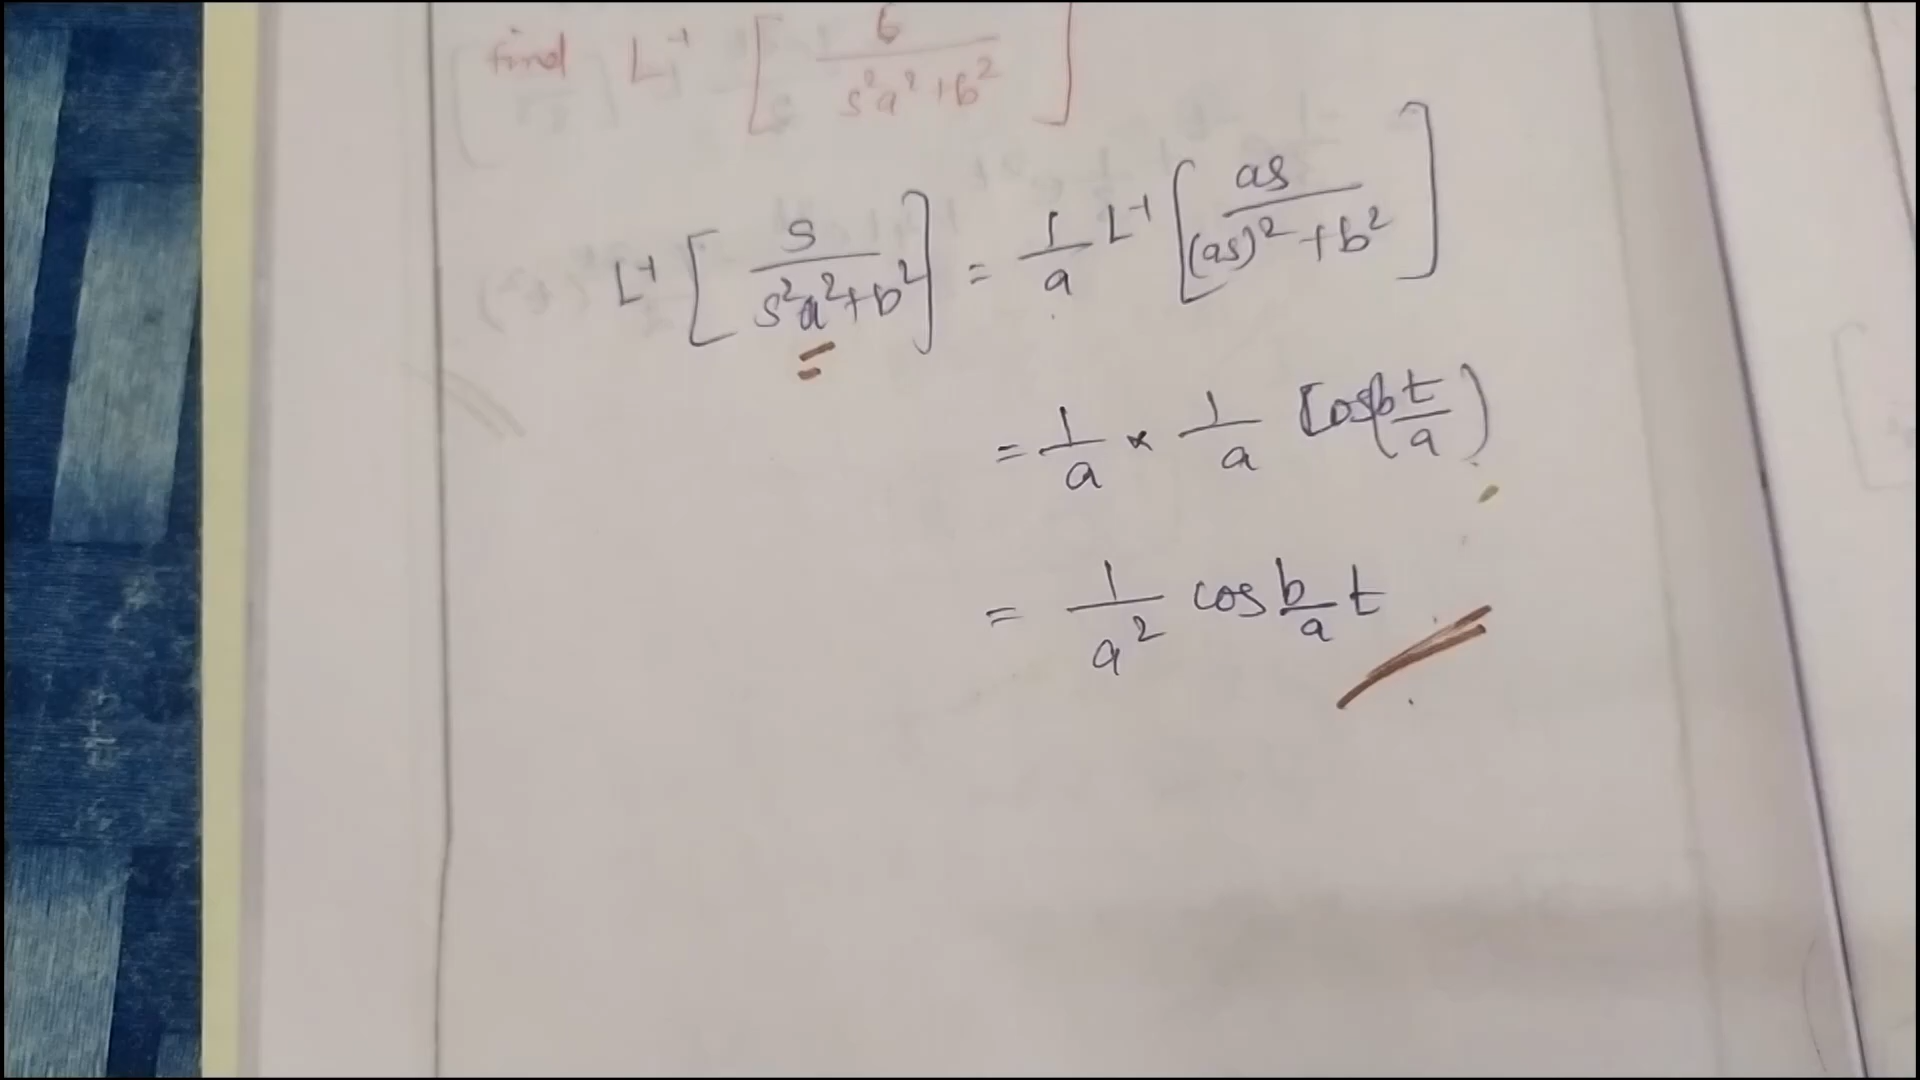 find L⁻¹ [ 6 / s²a²+b² ]
L⁻¹ [ s / s²a²+b² ] = 1/a L⁻¹ [ as / (as)²+b² ]
= 1/a × 1/a cos(b t/a)
= 1/a² cos b/a t